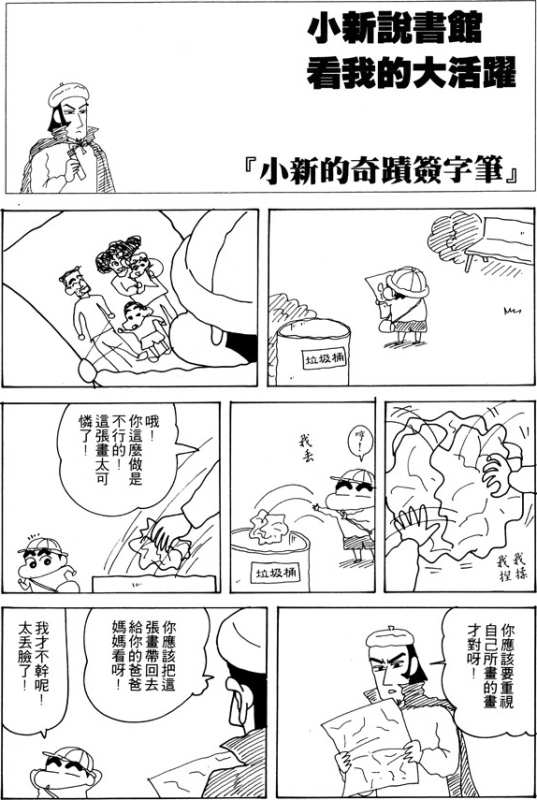 小新說書館
看我的大活躍
『小新的奇蹟簽字筆』
垃圾桶
我揉
我捏
哼！
我丟
垃圾桶
哦！
你這麼做是
不行的！
這張畫太可
憐了！
你應該要重視
自己所畫的畫
才對呀！
你應該把這
張畫帶回去
給你的爸爸
媽媽看呀！
我才不幹呢！
太丟臉了！